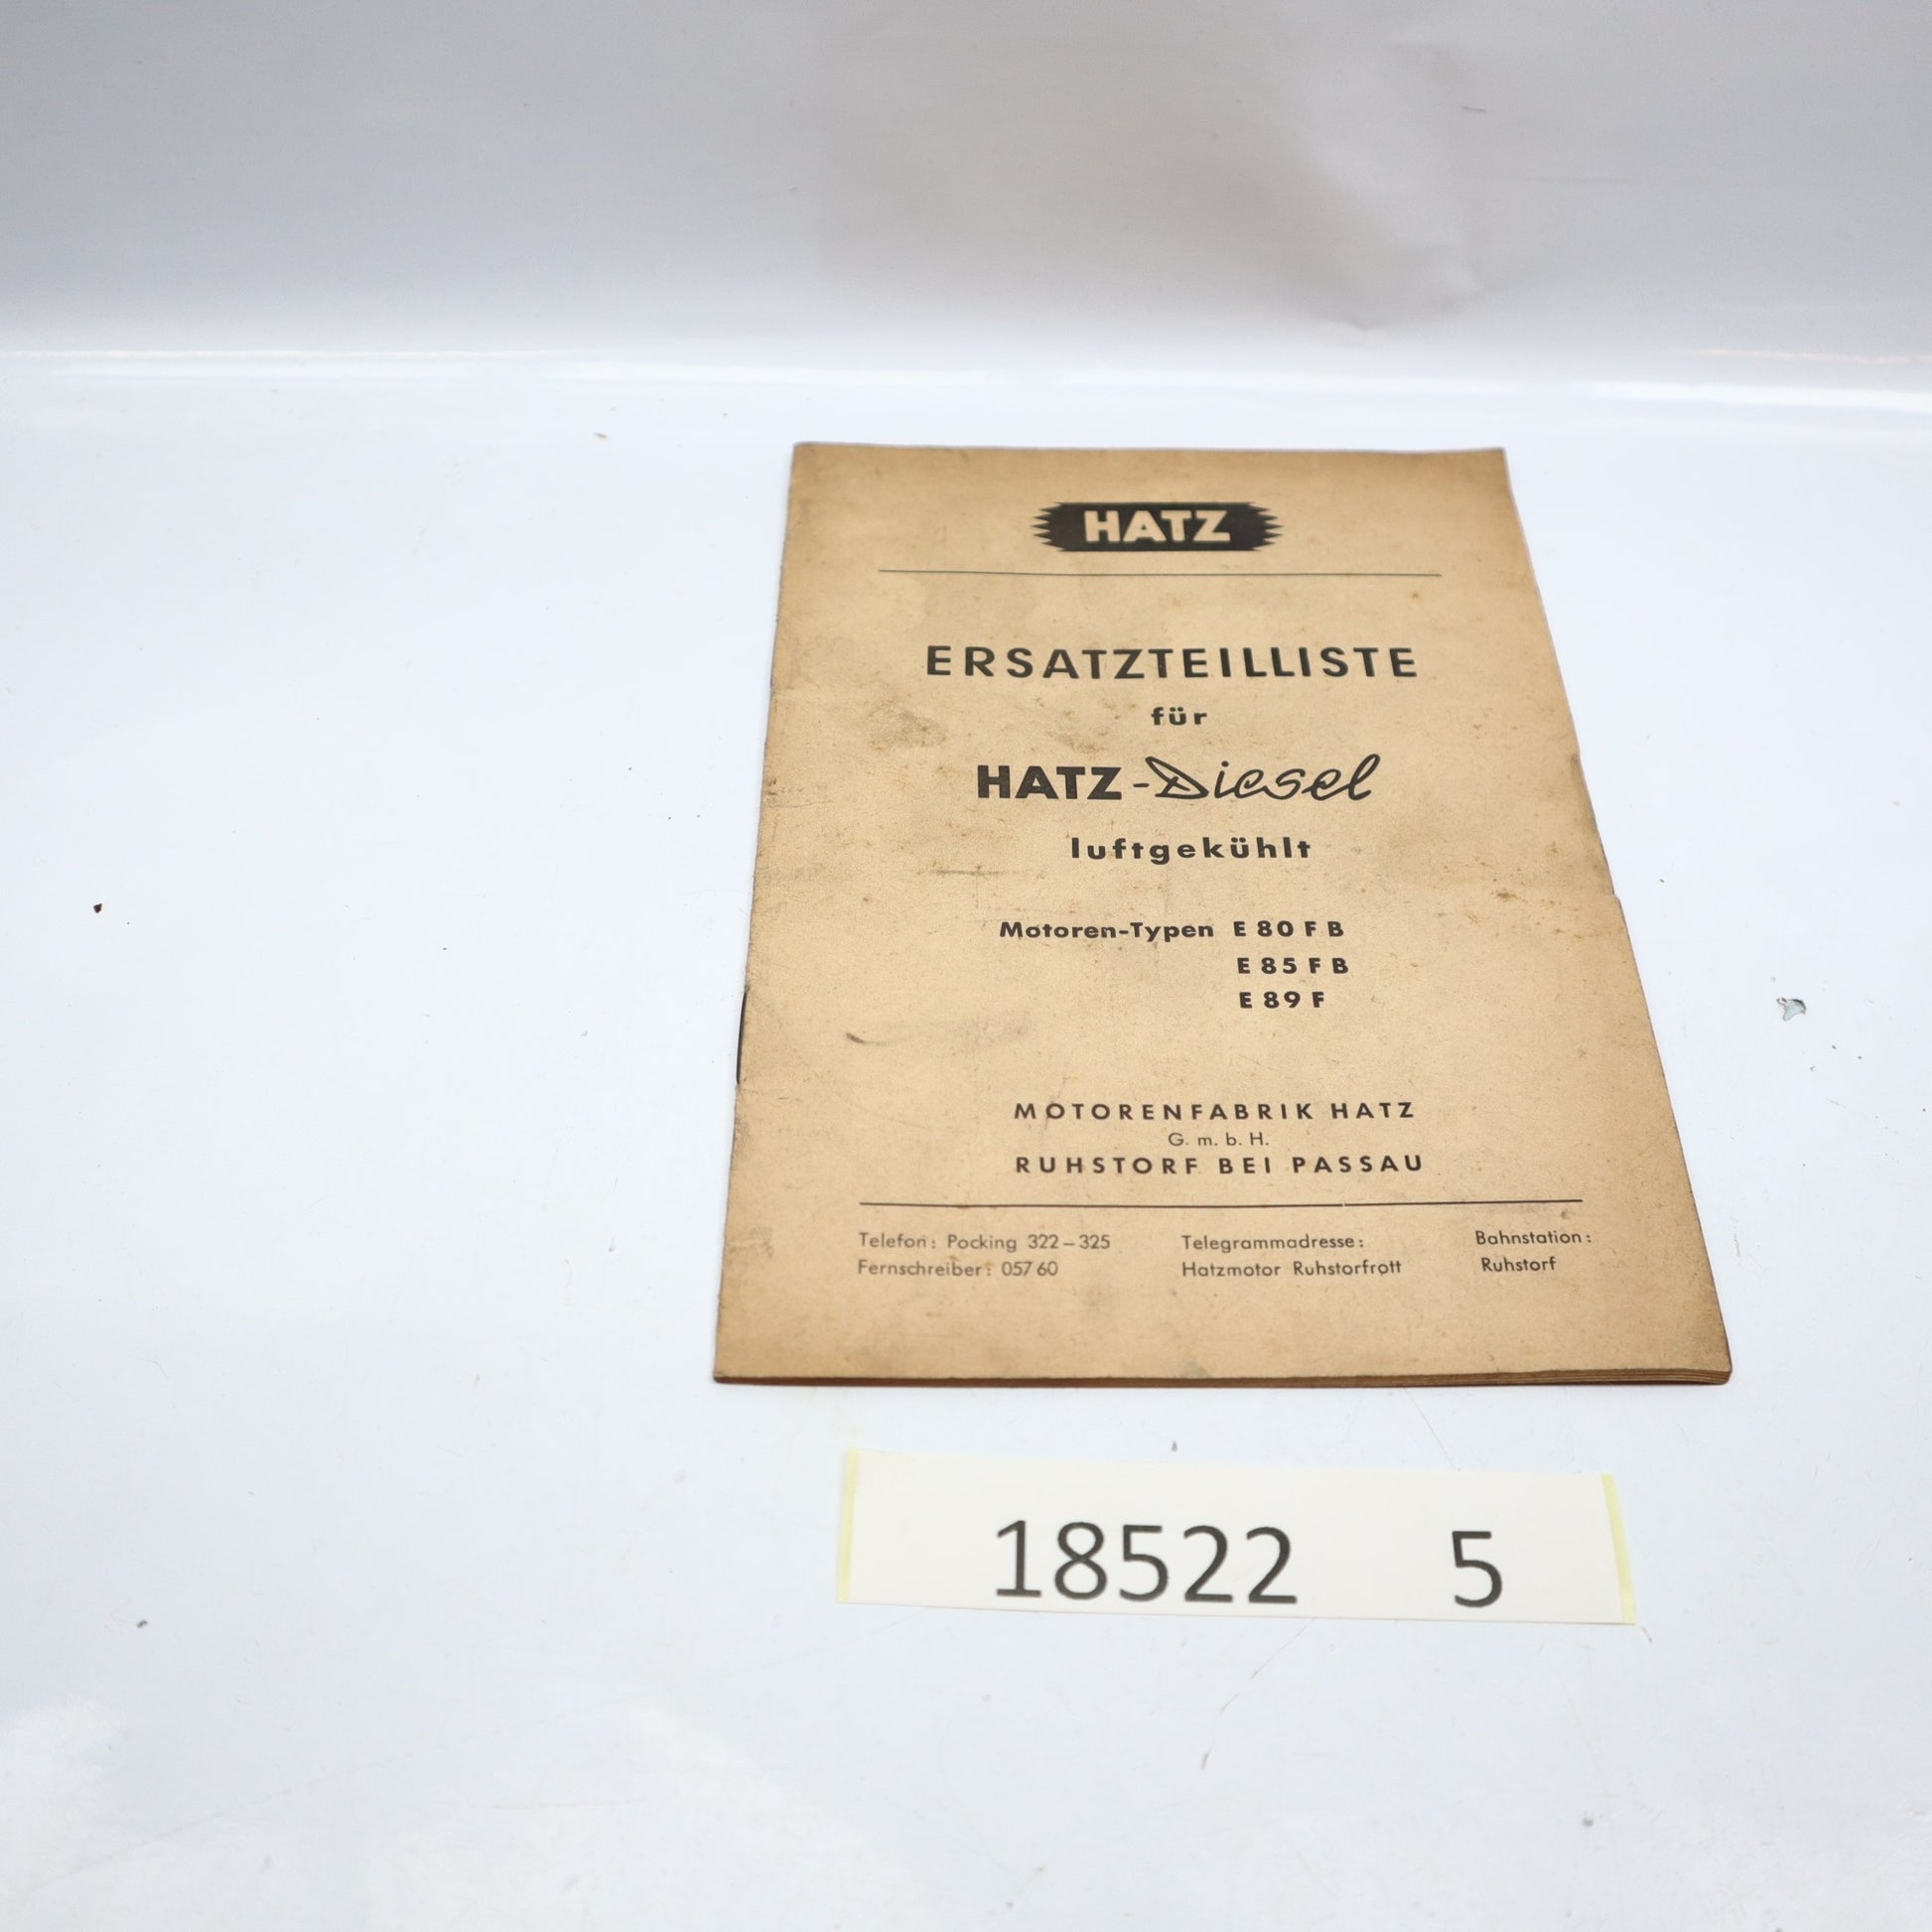 HATZ
ERSATZTEILLISTE
für
HATZ-Diesel
luftgekühlt
Motoren-Typen E 80 F B
E 85 F B
E 89 F
MOTORENFABRIK HATZ
G. m. b. H.
RUHSTORF BEI PASSAU
Telefon: Pocking 322–325 Telegrammadresse: Bahnstation:
Fernschreiber: 057 60 Hatzmotor Ruhstorfrott Ruhstorf
18522 5